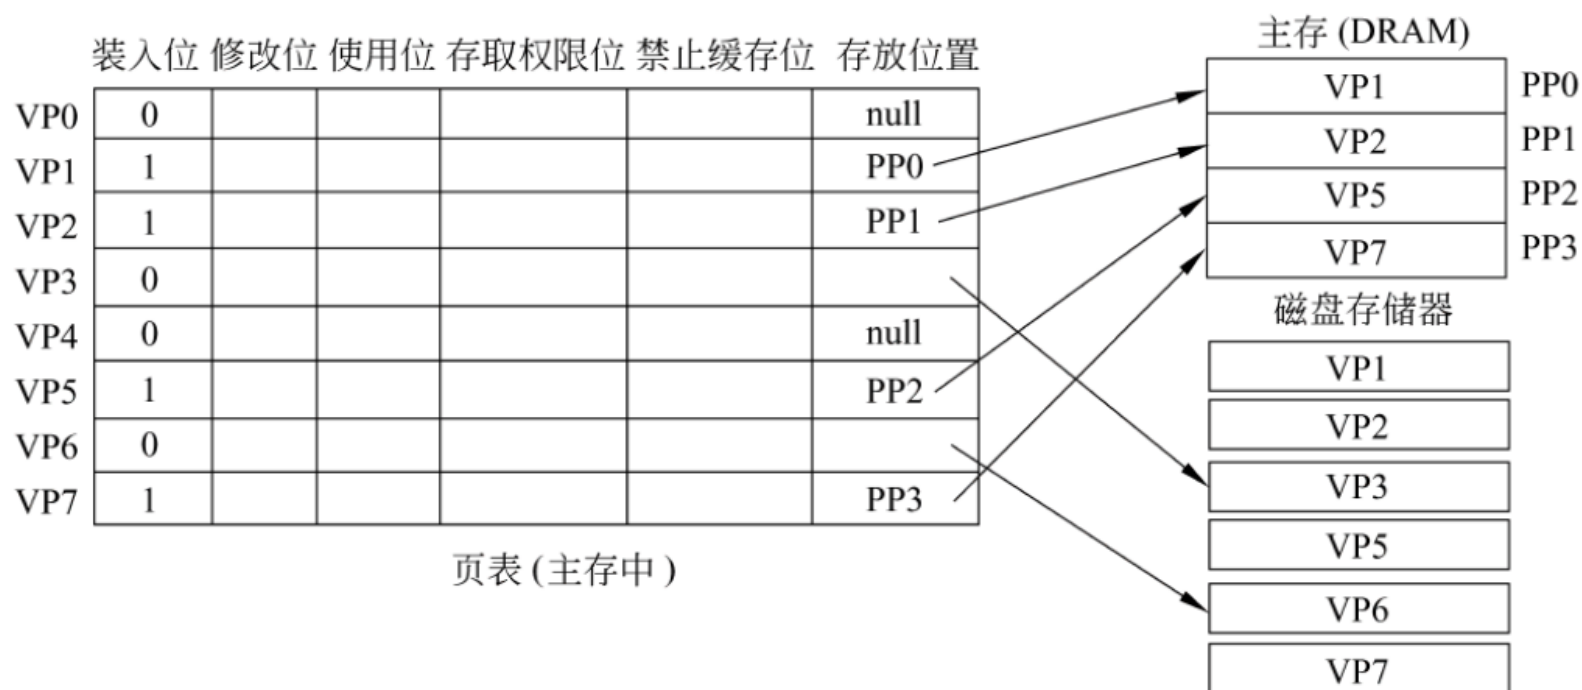 装入位 修改位 使用位 存取权限位 禁止缓存位 存放位置
VP0 0 null
VP1 1 PP0
VP2 1 PP1
VP3 0
VP4 0 null
VP5 1 PP2
VP6 0
VP7 1 PP3
页表 (主存中 )
主存 (DRAM)
VP1 PP0
VP2 PP1
VP5 PP2
VP7 PP3
磁盘存储器
VP1
VP2
VP3
VP5
VP6
VP7